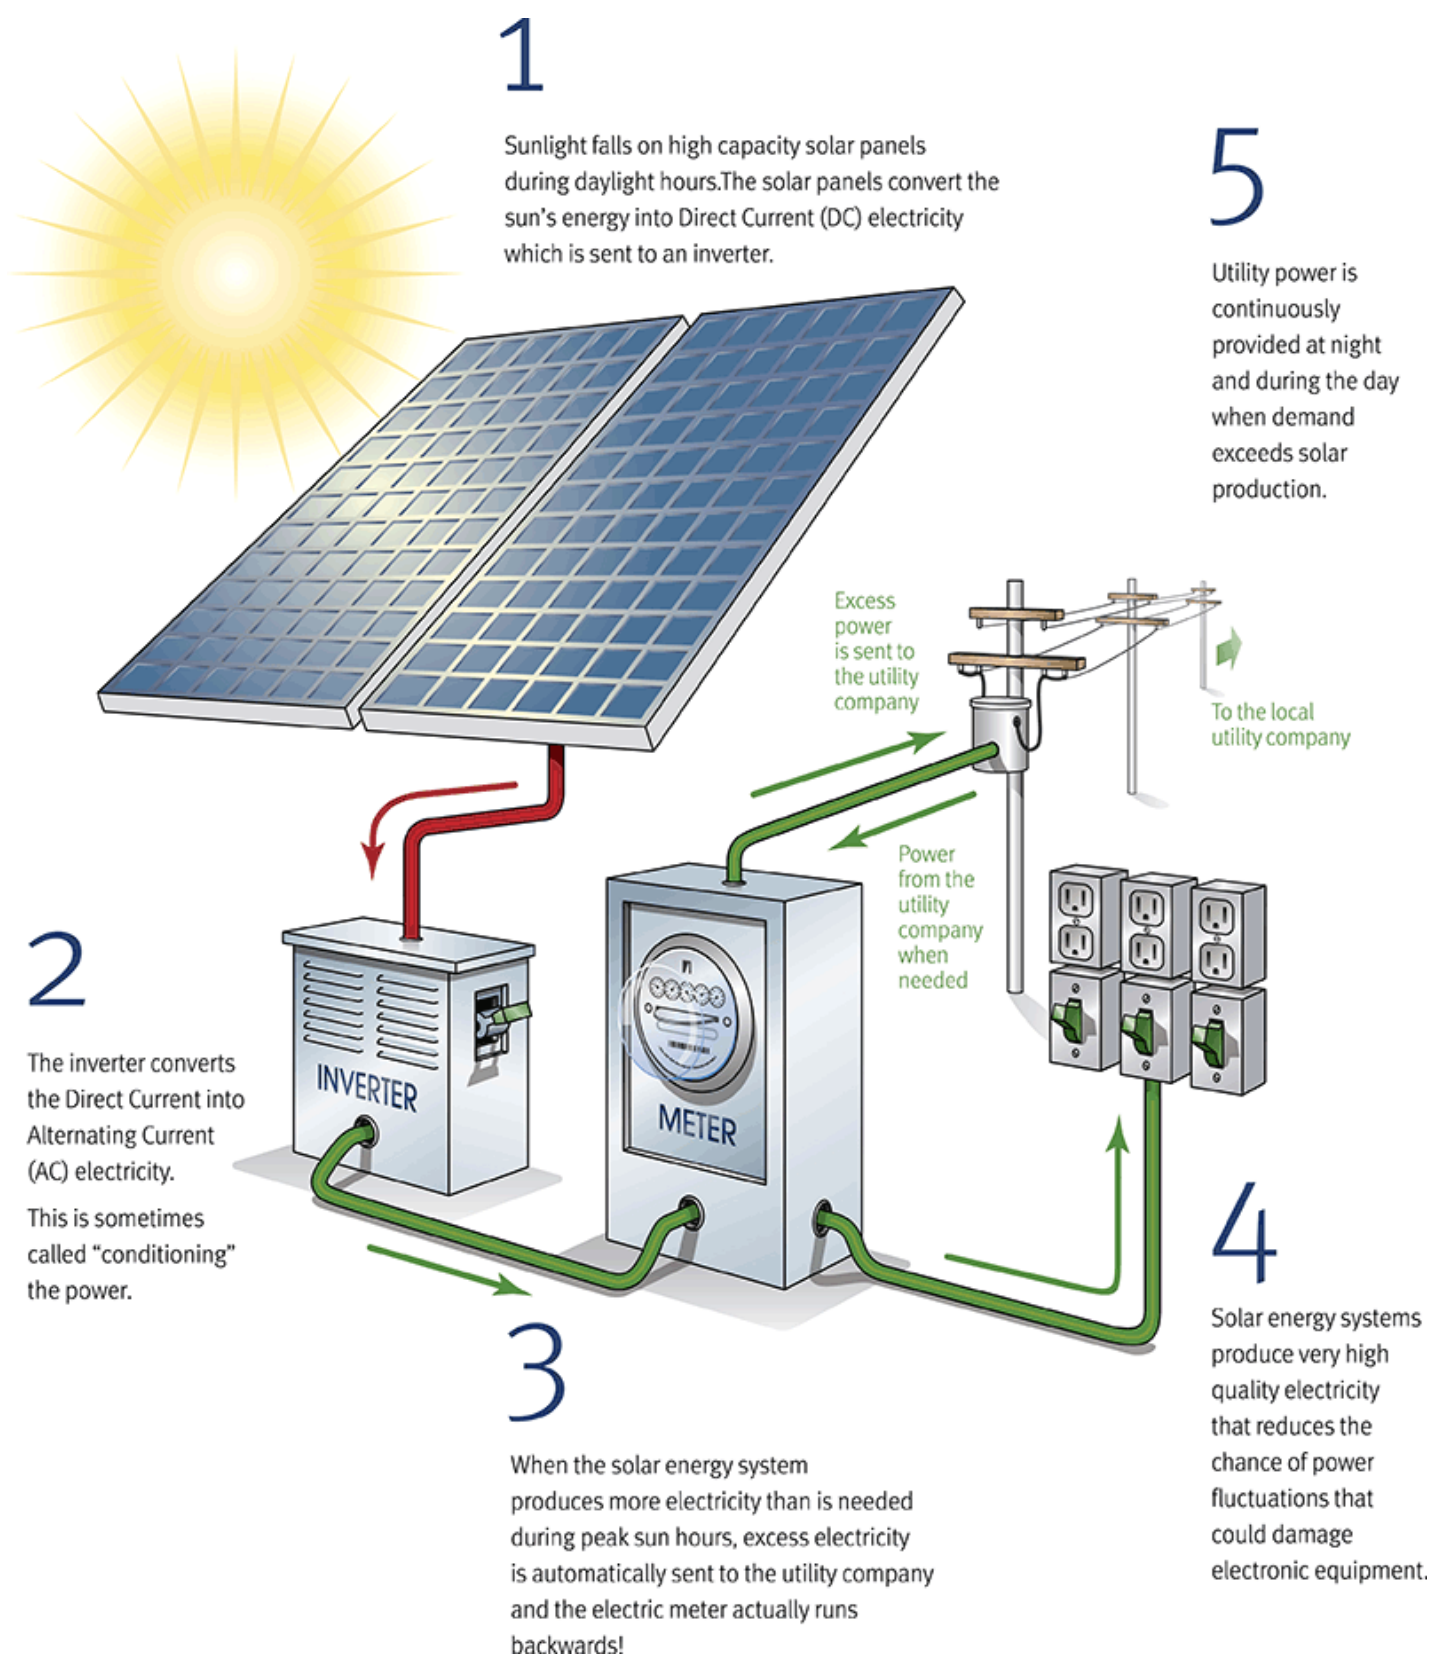 1
Sunlight falls on high capacity solar panels
during daylight hours.The solar panels convert the
sun's energy into Direct Current (DC) electricity
which is sent to an inverter.
5
Utility power is
continuously
provided at night
and during the day
when demand
exceeds solar
production.
Excess
power
is sent to
the utility
company
To the local
utility company
Power
from the
utility
company
when
needed
2
The inverter converts
the Direct Current into
Alternating Current
(AC) electricity.
This is sometimes
called “conditioning”
the power.
INVERTER
METER
3
When the solar energy system
produces more electricity than is needed
during peak sun hours, excess electricity
is automatically sent to the utility company
and the electric meter actually runs
backwards!
4
Solar energy systems
produce very high
quality electricity
that reduces the
chance of power
fluctuations that
could damage
electronic equipment.